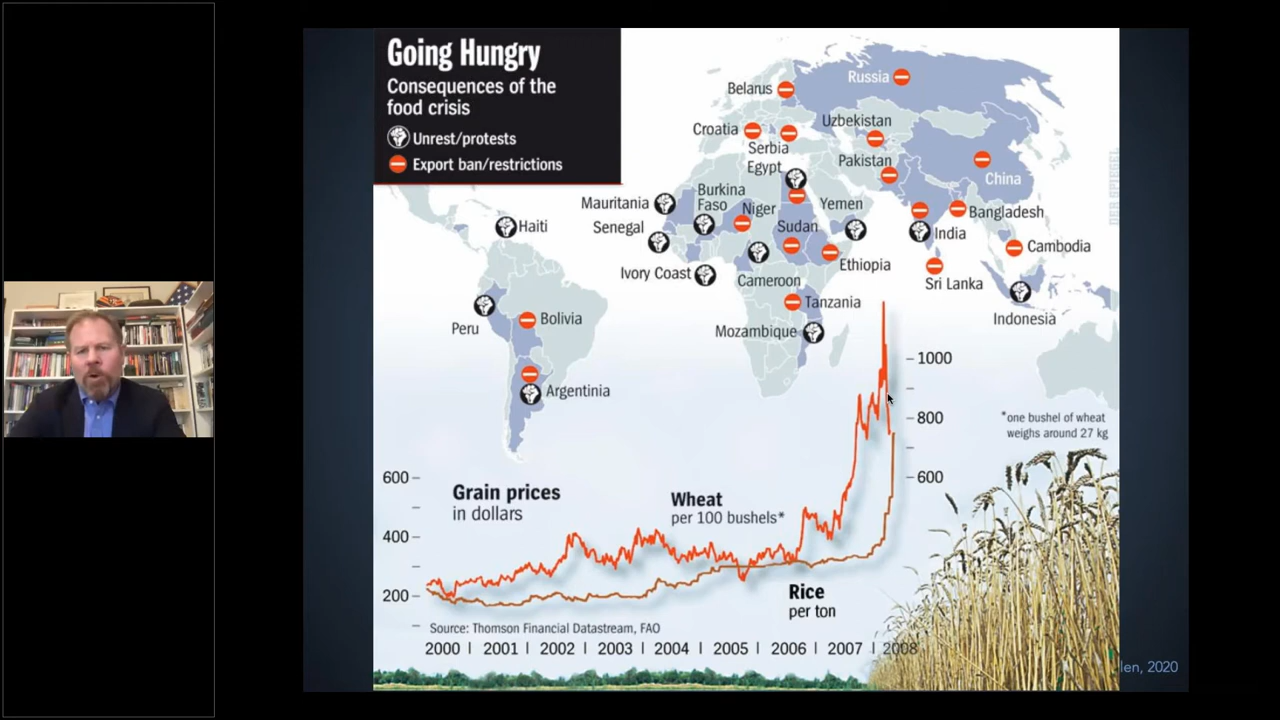 Going Hungry
Consequences of the
food crisis
Unrest/protests
Export ban/restrictions
Russia
Belarus
Uzbekistan
Croatia
Serbia
Pakistan
Egypt
China
Burkina
Faso
Mauritania
Niger
Yemen
Bangladesh
Haiti
Senegal
Sudan
India
Cambodia
Ivory Coast
Cameroon
Ethiopia
Sri Lanka
Tanzania
Indonesia
Peru
Bolivia
Mozambique
Argentinia
1000
800
600
*one bushel of wheat
weighs around 27 kg
600
400
200
Grain prices
in dollars
Wheat
per 100 bushels*
Rice
per ton
Source: Thomson Financial Datastream, FAO
2000 2001 2002 2003 2004 2005 2006 2007 2008
DER SPIEGEL
len, 2020